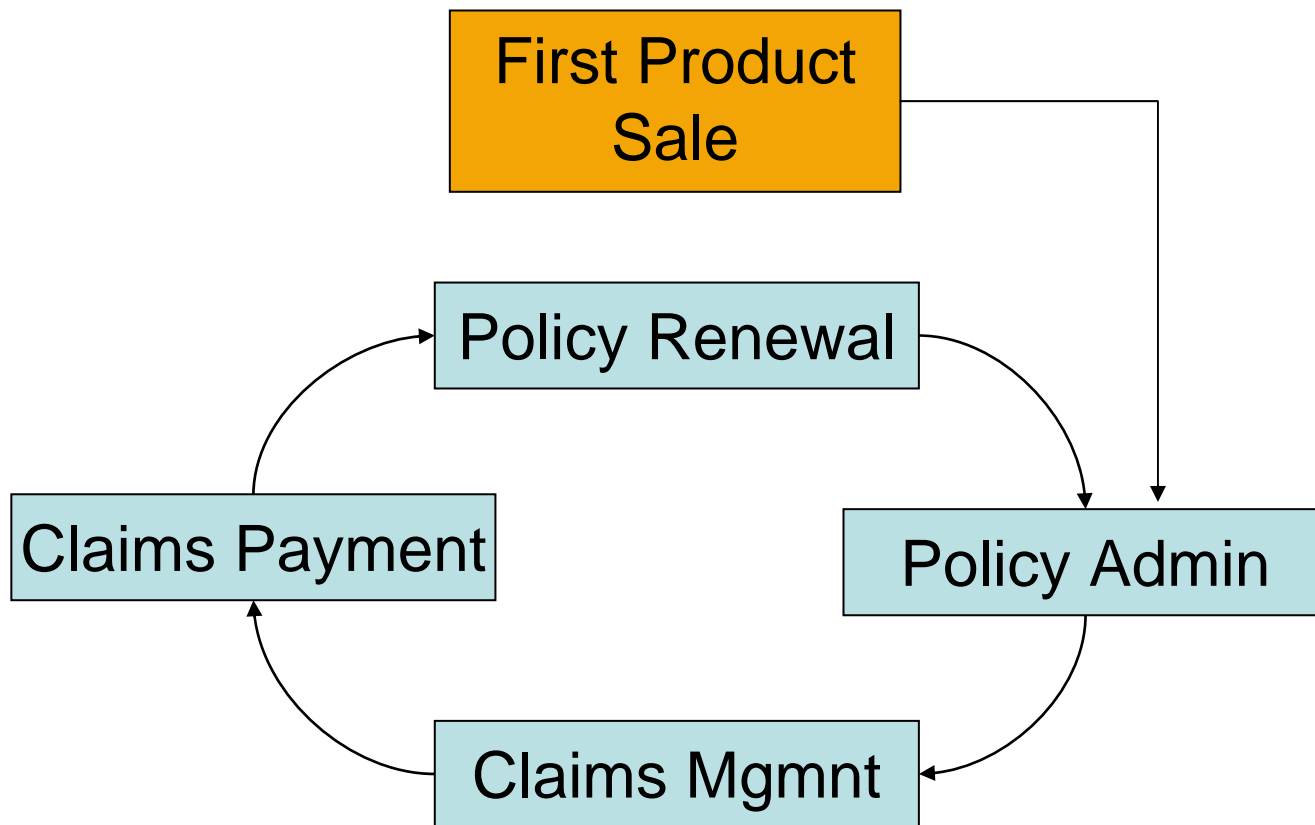 First Product
Sale
Policy Renewal
Claims Payment
Policy Admin
Claims Mgmnt